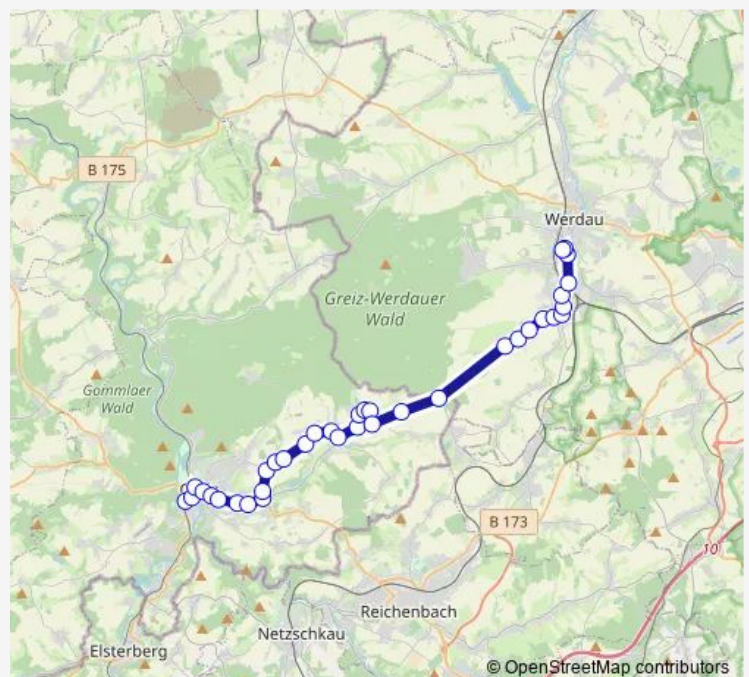 B 175
Werdau
Greiz-Werdauer
Wald
Gommlaer
Wald
B 173
10
Reichenbach
Netzschkau
Elsterberg
© OpenStreetMap contributors